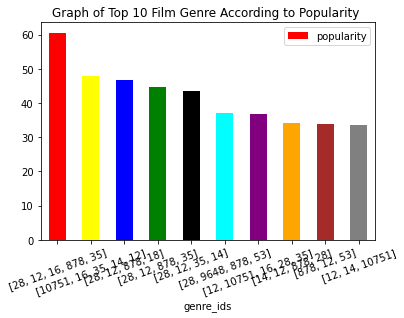 Graph of Top 10 Film Genre According to Popularity
popularity
60
50
40
30
20
10
0
[28, 12, 16, 878, 35]
[10751, 16, 35, 14, 12]
[28, 12, 878, 18]
[28, 12, 878, 35]
[28, 12, 35, 14]
[28, 9648, 878, 53]
[12, 10751, 16, 28, 35]
[14, 12, 878, 28]
[878, 12, 53]
[12, 14, 10751]
genre_ids